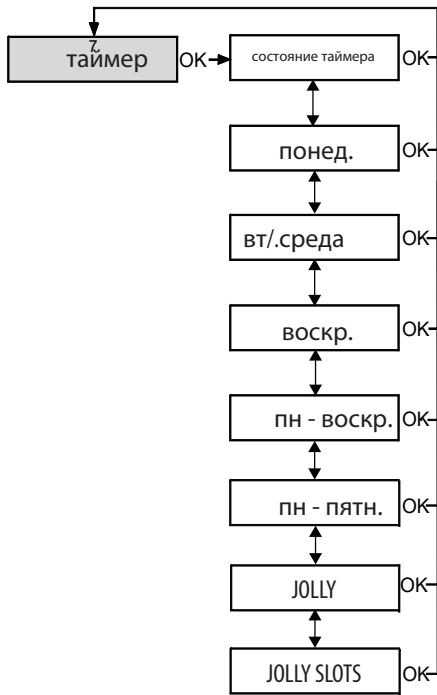 7
таймер OK состояние таймера OK
понед. OK
вт/.среда OK
воскр. OK
пн - воскр. OK
пн - пятн. OK
JOLLY OK
JOLLY SLOTS OK